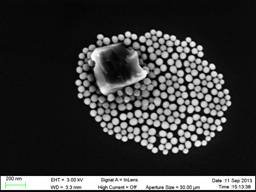 200 nm
EHT = 3.00 kV
Signal A = InLens
Date :11 Sep 2013
WD = 3.3 mm
High Current = Off
Aperture Size = 30.00 µm
Time :15:13:38